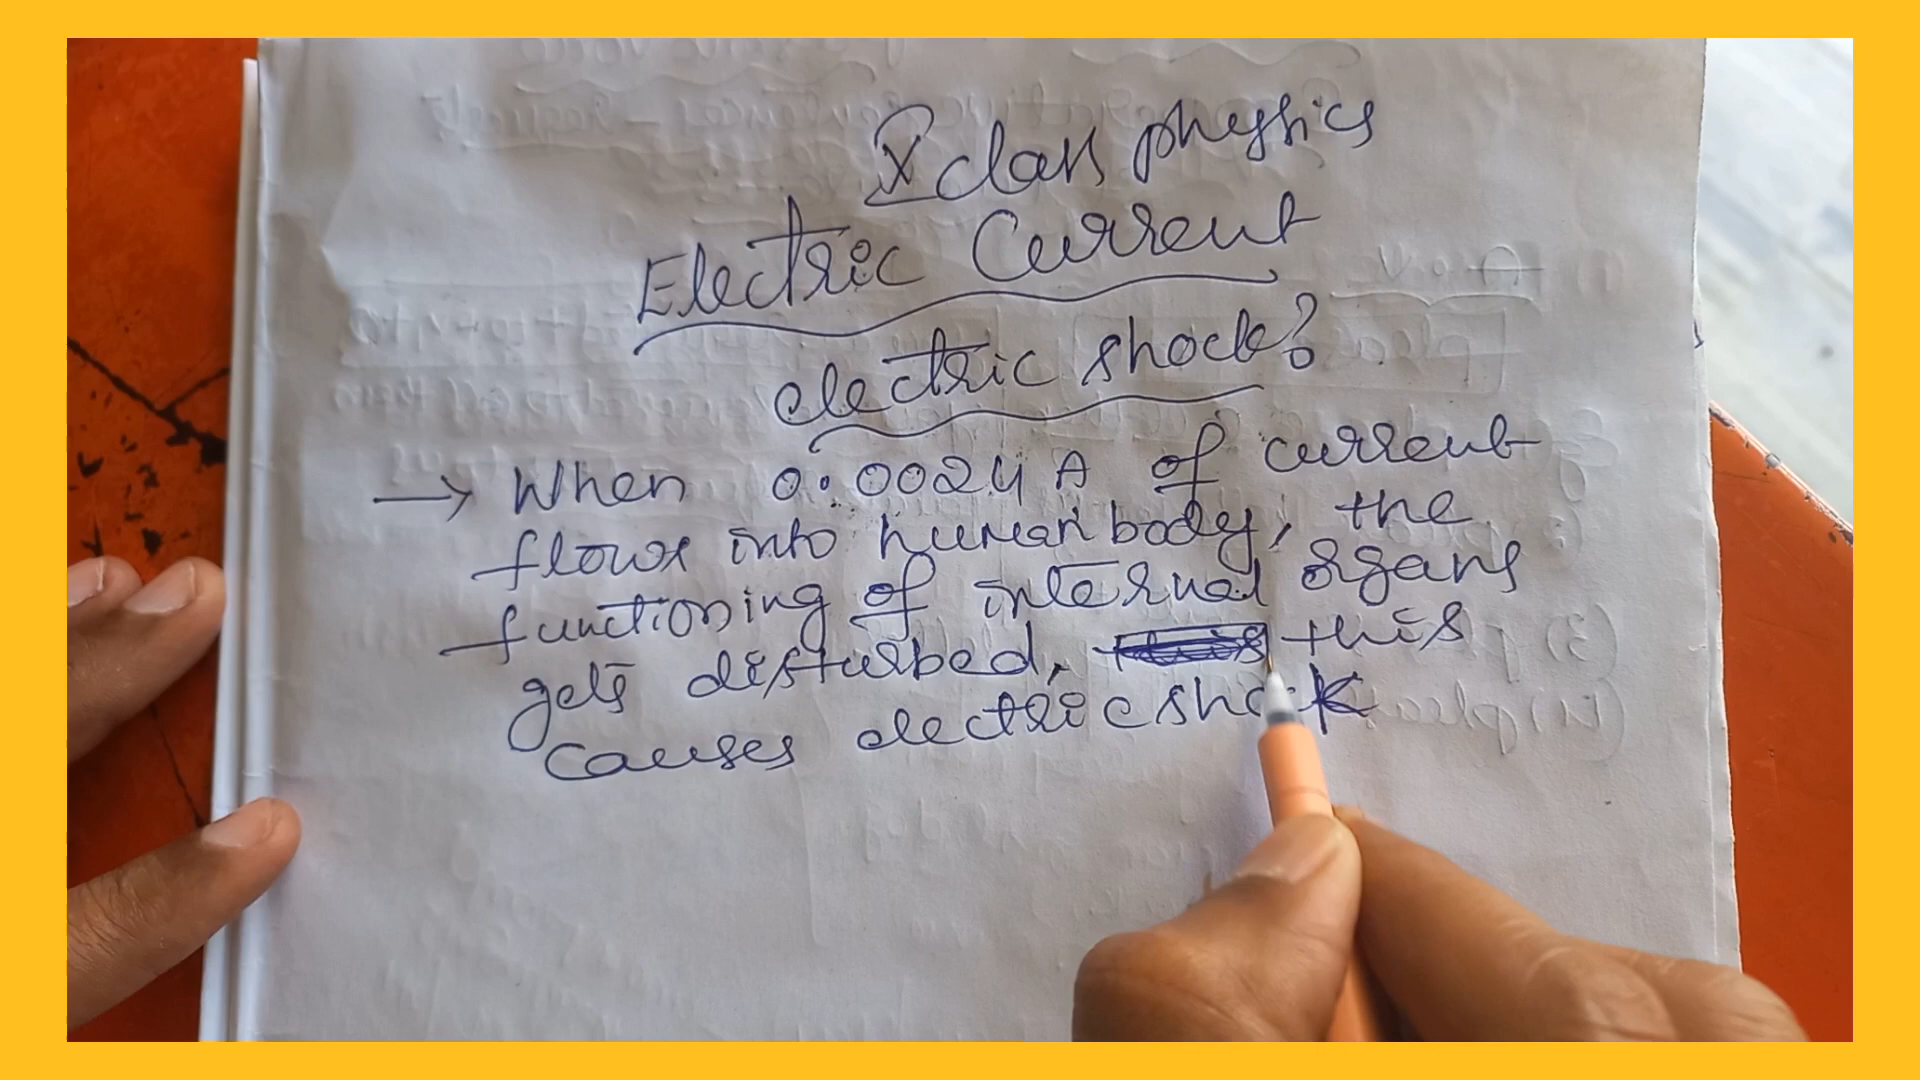 X class physics
Electric Current
electric shock?
→ When 0.0024 A of current
flows into human body, the
functioning of internal organs
gets disturbed, this this
causes electric shock